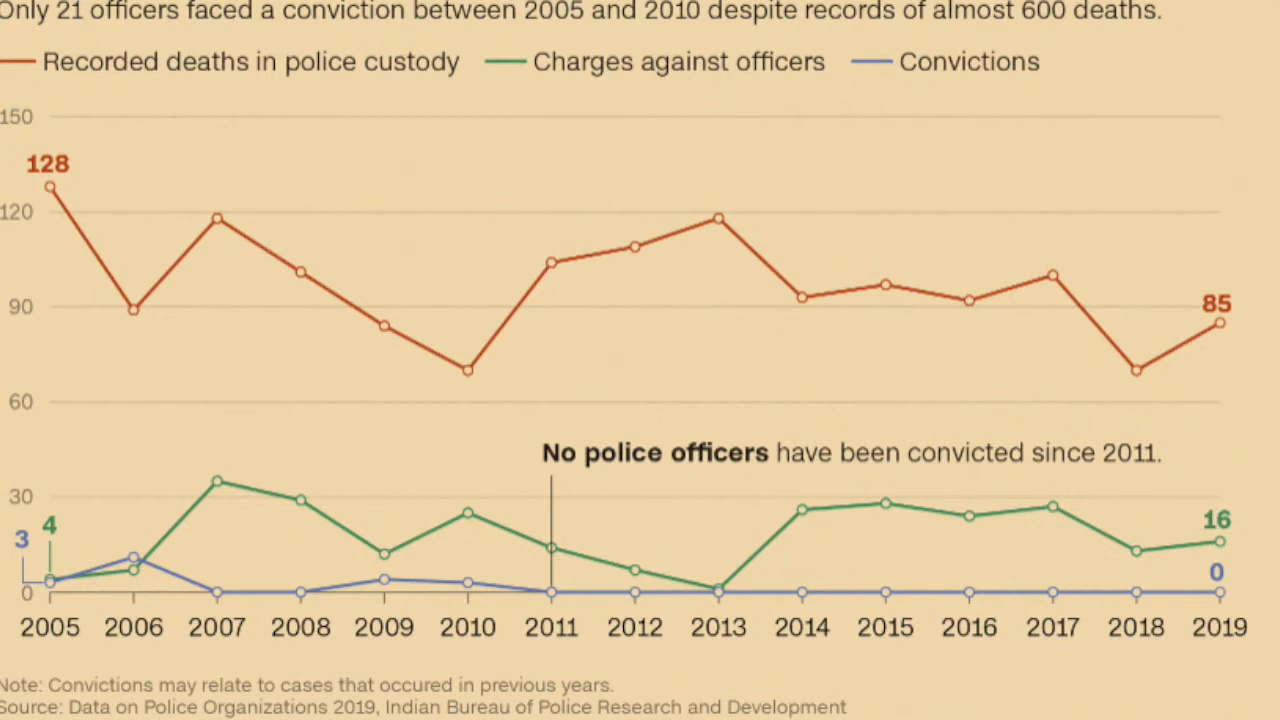 Only 21 officers faced a conviction between 2005 and 2010 despite records of almost 600 deaths.
Recorded deaths in police custody Charges against officers Convictions
150
128
120
90
85
60
No police officers have been convicted since 2011.
30
4
16
3
0
0
2005 2006 2007 2008 2009 2010 2011 2012 2013 2014 2015 2016 2017 2018 2019
Note: Convictions may relate to cases that occured in previous years.
Source: Data on Police Organizations 2019, Indian Bureau of Police Research and Development